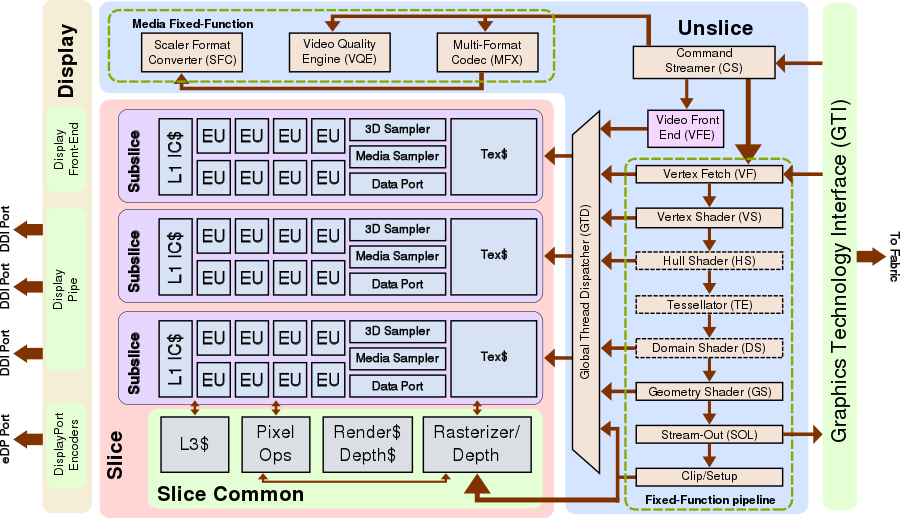 Display
Display
Front-End
Display
Pipe
DisplayPort
Encoders
DDI Port
DDI Port
DDI Port
eDP Port
Media Fixed-Function
Scaler Format
Converter (SFC)
Video Quality
Engine (VQE)
Multi-Format
Codec (MFX)
Unslice
Command
Streamer (CS)
Video Front
End (VFE)
Subslice
L1 IC$
EU EU EU EU
EU EU EU EU
3D Sampler
Media Sampler
Data Port
Tex$
Subslice
L1 IC$
EU EU EU EU
EU EU EU EU
3D Sampler
Media Sampler
Data Port
Tex$
Subslice
L1 IC$
EU EU EU EU
EU EU EU EU
3D Sampler
Media Sampler
Data Port
Tex$
Slice
L3$
Pixel
Ops
Render$
Depth$
Rasterizer/
Depth
Slice Common
Global Thread Dispatcher (GTD)
Vertex Fetch (VF)
Vertex Shader (VS)
Hull Shader (HS)
Tessellator (TE)
Domain Shader (DS)
Geometry Shader (GS)
Stream-Out (SOL)
Clip/Setup
Fixed-Function pipeline
Graphics Technology Interface (GTI)
To Fabric